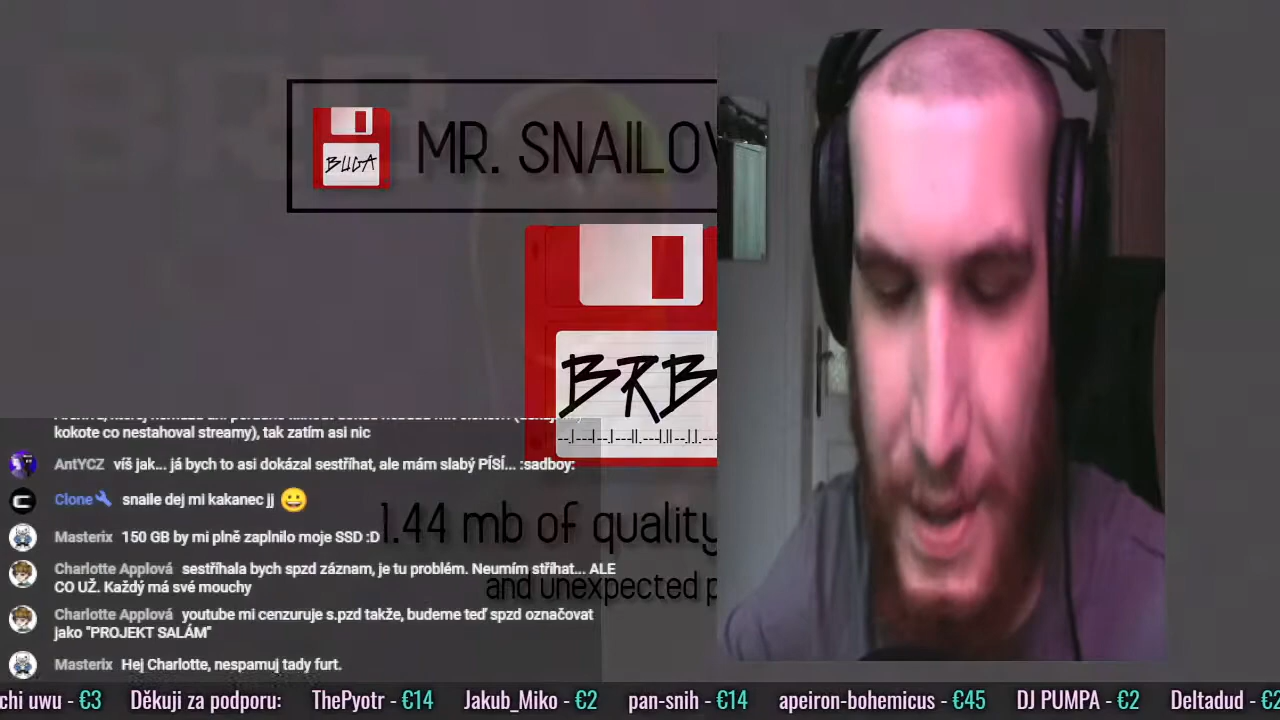 BUGA
MR. SNAILOV
BRB
kokote co nestahoval streamy), tak zatím asi nic
AntYCZ víš jak... já bych to asi dokázal sestříhat, ale mám slabý PÍSÍ... :sadboy:
Clone🔧 snaile dej mi kakanec jj 😀
Masterix 150 GB by mi plně zaplnilo moje SSD :D
Charlotte Applová sestříhala bych spzd záznam, je tu problém. Neumím stříhat... ALE
CO UŽ. Každý má své mouchy
Charlotte Applová youtube mi cenzuruje s.pzd takže, budeme teď spzd označovat
jako "PROJEKT SALÁM"
Masterix Hej Charlotte, nespamuj tady furt.
1.44 mb of quality
and unexpected p
chi uwu - €3 Děkuji za podporu: ThePyotr - €14 Jakub_Miko - €2 pan-snih - €14 apeiron-bohemicus - €45 DJ PUMPA - €2 Deltadud - €2